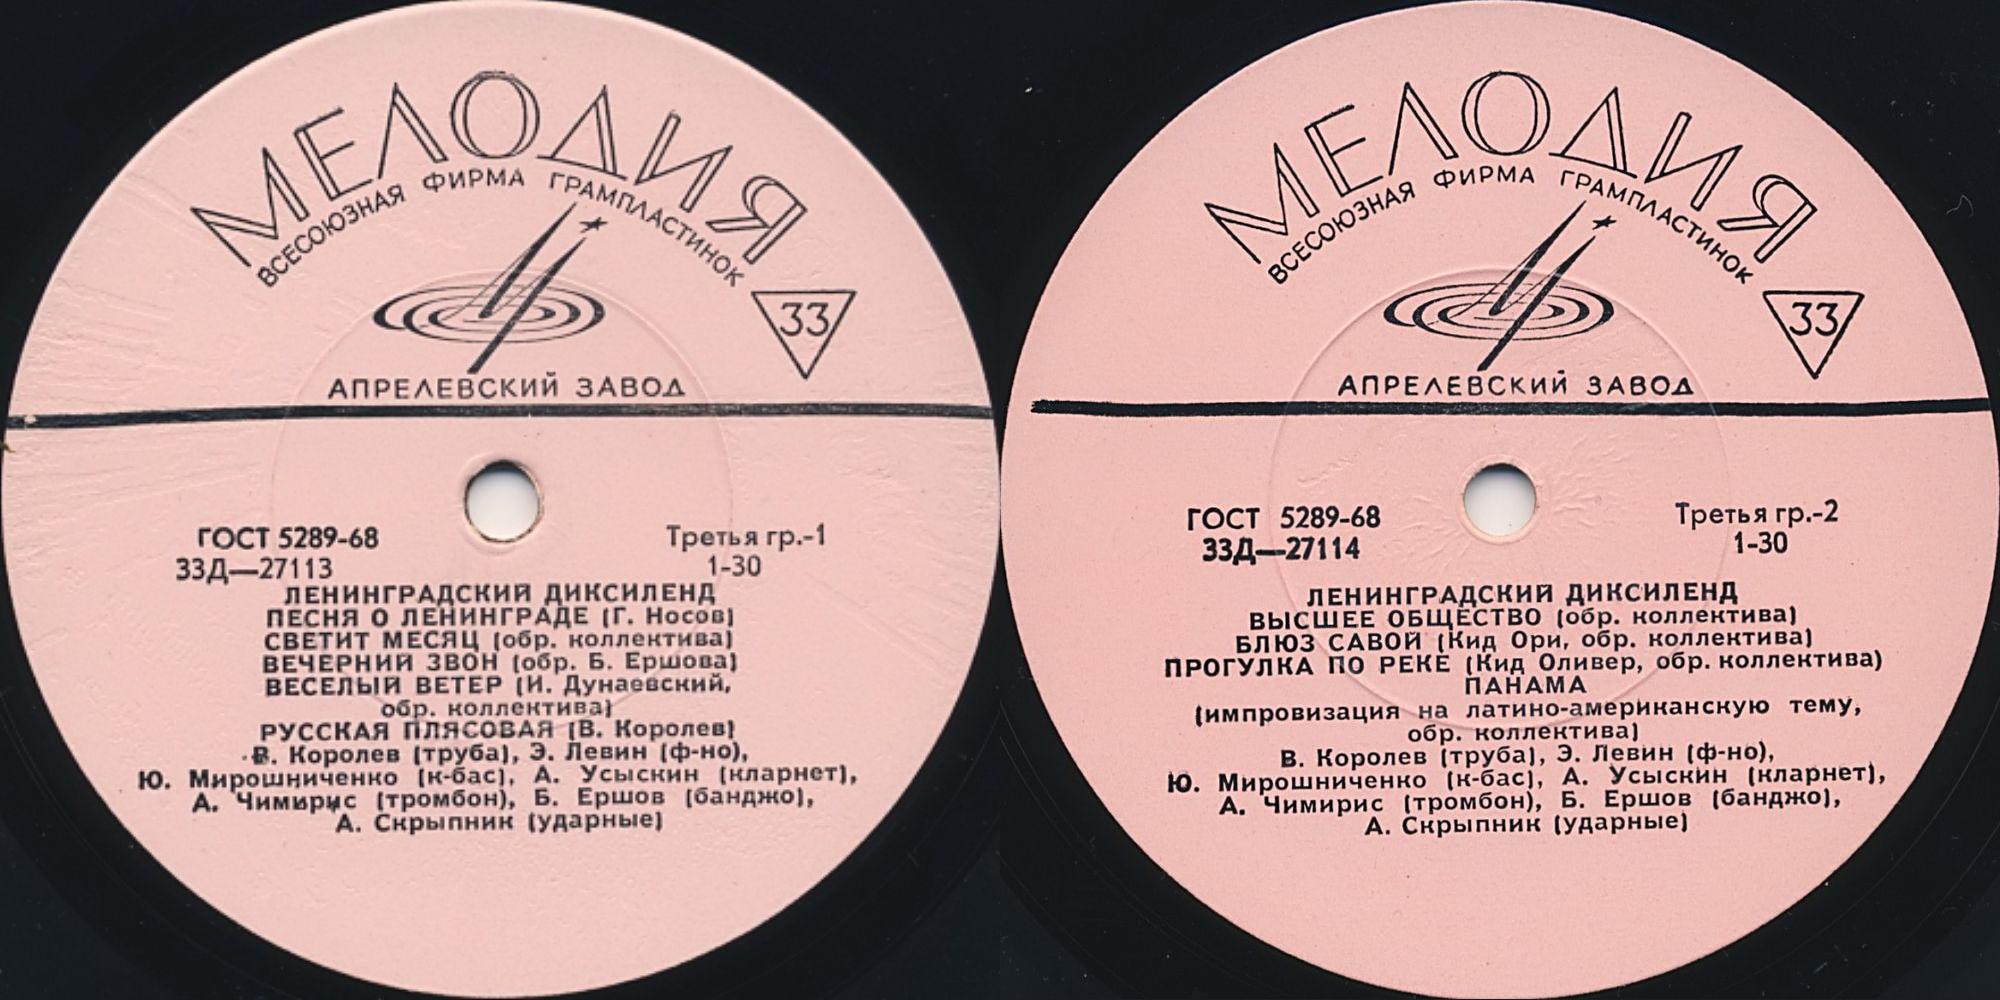 МЕЛОДИЯ
ВСЕСОЮЗНАЯ ФИРМА ГРАМПЛАСТИНОК
33
АПРЕЛЕВСКИЙ ЗАВОД
ГОСТ 5289-68
Третья гр.-1
33Д—27113
1-30
ЛЕНИНГРАДСКИЙ ДИКСИЛЕНД
ПЕСНЯ О ЛЕНИНГРАДЕ (Г. Носов)
СВЕТИТ МЕСЯЦ (обр. коллектива)
ВЕЧЕРНИЙ ЗВОН (обр. Б. Ершова)
ВЕСЕЛЫЙ ВЕТЕР (И. Дунаевский,
обр. коллектива)
РУССКАЯ ПЛЯСОВАЯ (В. Королев)
В. Королев (труба), Э. Левин (ф-но),
Ю. Мирошниченко (к-бас), А. Усыскин (кларнет),
А. Чимирис (тромбон), Б. Ершов (банджо),
А. Скрыпник (ударные)
МЕЛОДИЯ
ВСЕСОЮЗНАЯ ФИРМА ГРАМПЛАСТИНОК
33
АПРЕЛЕВСКИЙ ЗАВОД
ГОСТ 5289-68
Третья гр.-2
33Д—27114
1-30
ЛЕНИНГРАДСКИЙ ДИКСИЛЕНД
ВЫСШЕЕ ОБЩЕСТВО (обр. коллектива)
БЛЮЗ САВОЙ (Кид Ори, обр. коллектива)
ПРОГУЛКА ПО РЕКЕ (Кид Оливер, обр. коллектива)
ПАНАМА
(импровизация на латино-американскую тему,
обр. коллектива)
В. Королев (труба), Э. Левин (ф-но),
Ю. Мирошниченко (к-бас), А. Усыскин (кларнет),
А. Чимирис (тромбон), Б. Ершов (банджо),
А. Скрыпник (ударные)